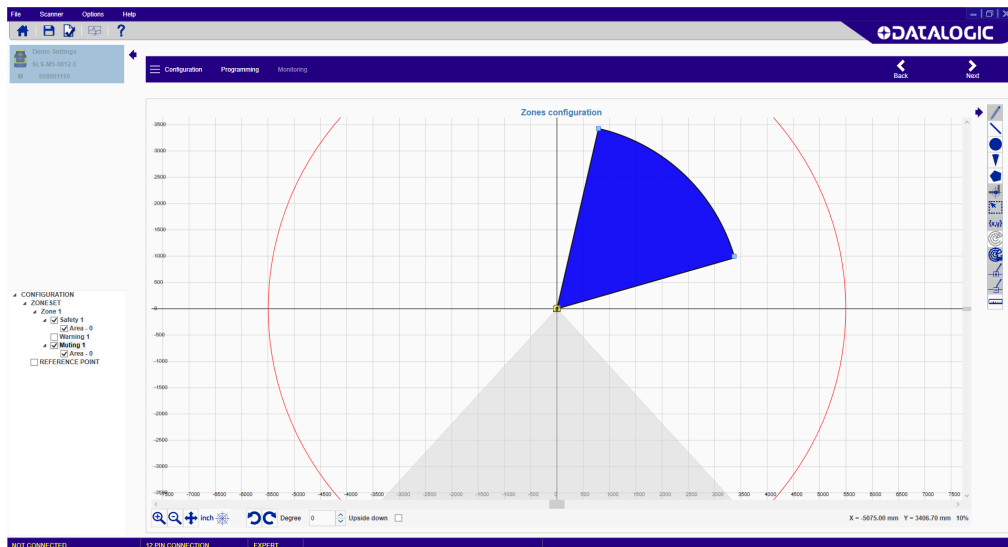 File Scanner Options Help
DATALOGIC
Demo Settings
SLS-M5-0812-E
M
Configuration Programming Monitoring
Back Next
Zones configuration
3500
3000
2500
2000
1500
1000
500
0
-500
-1000
-1500
-2000
-2500
-3000
-7000 -6500 -6000 -5500 -5000 -4500 -4000 -3500 -3000 -2500 -2000 -1500 -1000 -500 0 500 1000 1500 2000 2500 3000 3500 4000 4500 5000 5500 6000 6500 7000 7500
{x,y}
CONFIGURATION
ZONESET
Zone 1
Safety 1
Area - 0
Warning 1
Muting 1
Area - 0
REFERENCE POINT
inch Degree 0 Upside down X = -5075.00 mm Y = 3406.70 mm 10%
NOT CONNECTED 12 PIN CONNECTION EXPERT